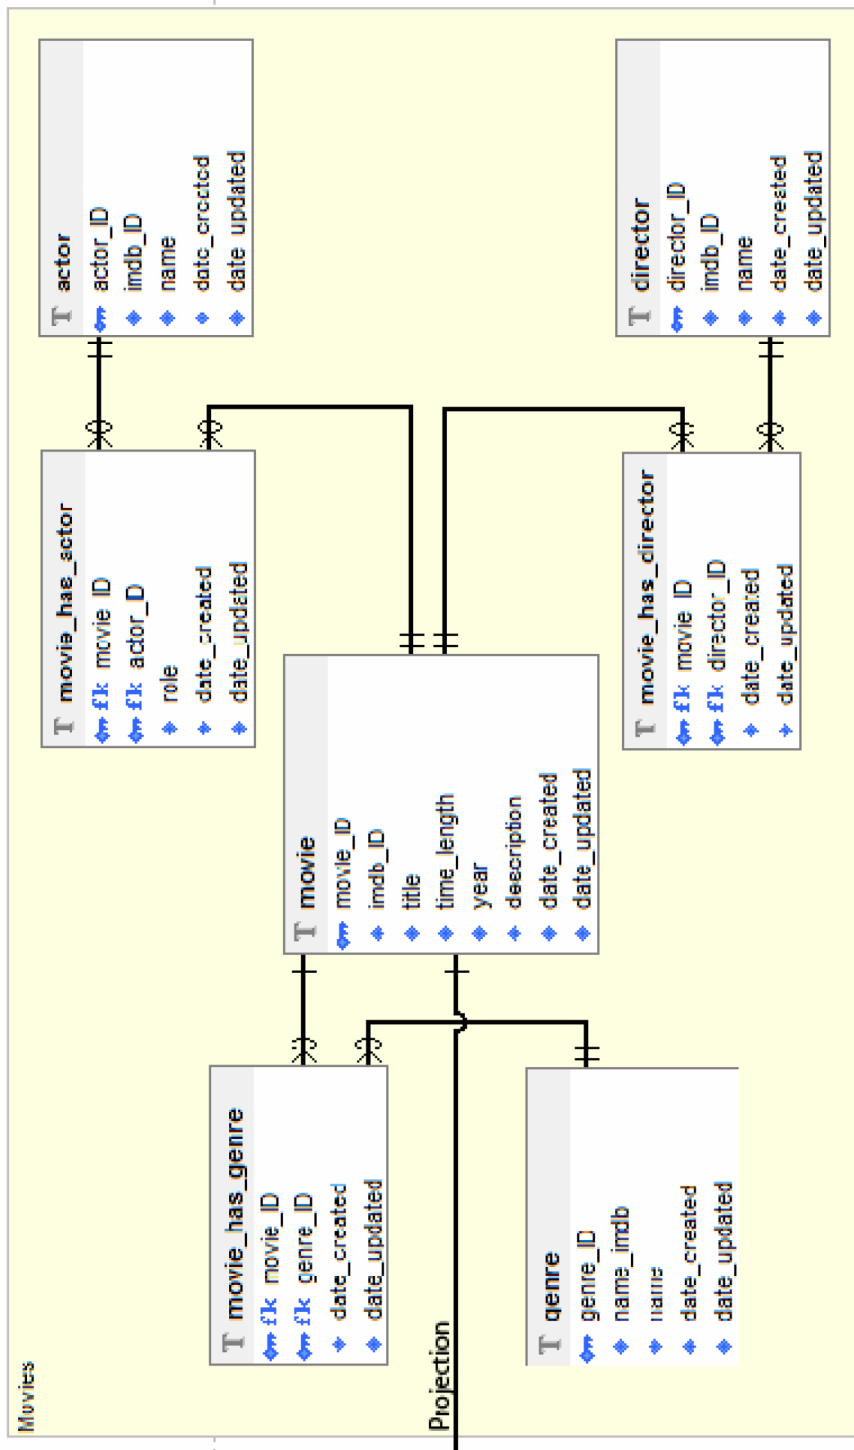 Movies
T movie_has_actor
fk movie_ID
fk actor_ID
role
date_created
date_updated
T actor
actor_ID
imdb_ID
name
date_created
date_updated
T movie_has_genre
fk movie_ID
fk genre_ID
date_created
date_updated
T movie
movie_ID
imdb_ID
title
time_length
year
description
date_created
date_updated
Projection
T genre
genre_ID
name_imdb
name
date_created
date_updated
T movie_has_director
fk movie_ID
fk director_ID
date_created
date_updated
T director
director_ID
imdb_ID
name
date_created
date_updated